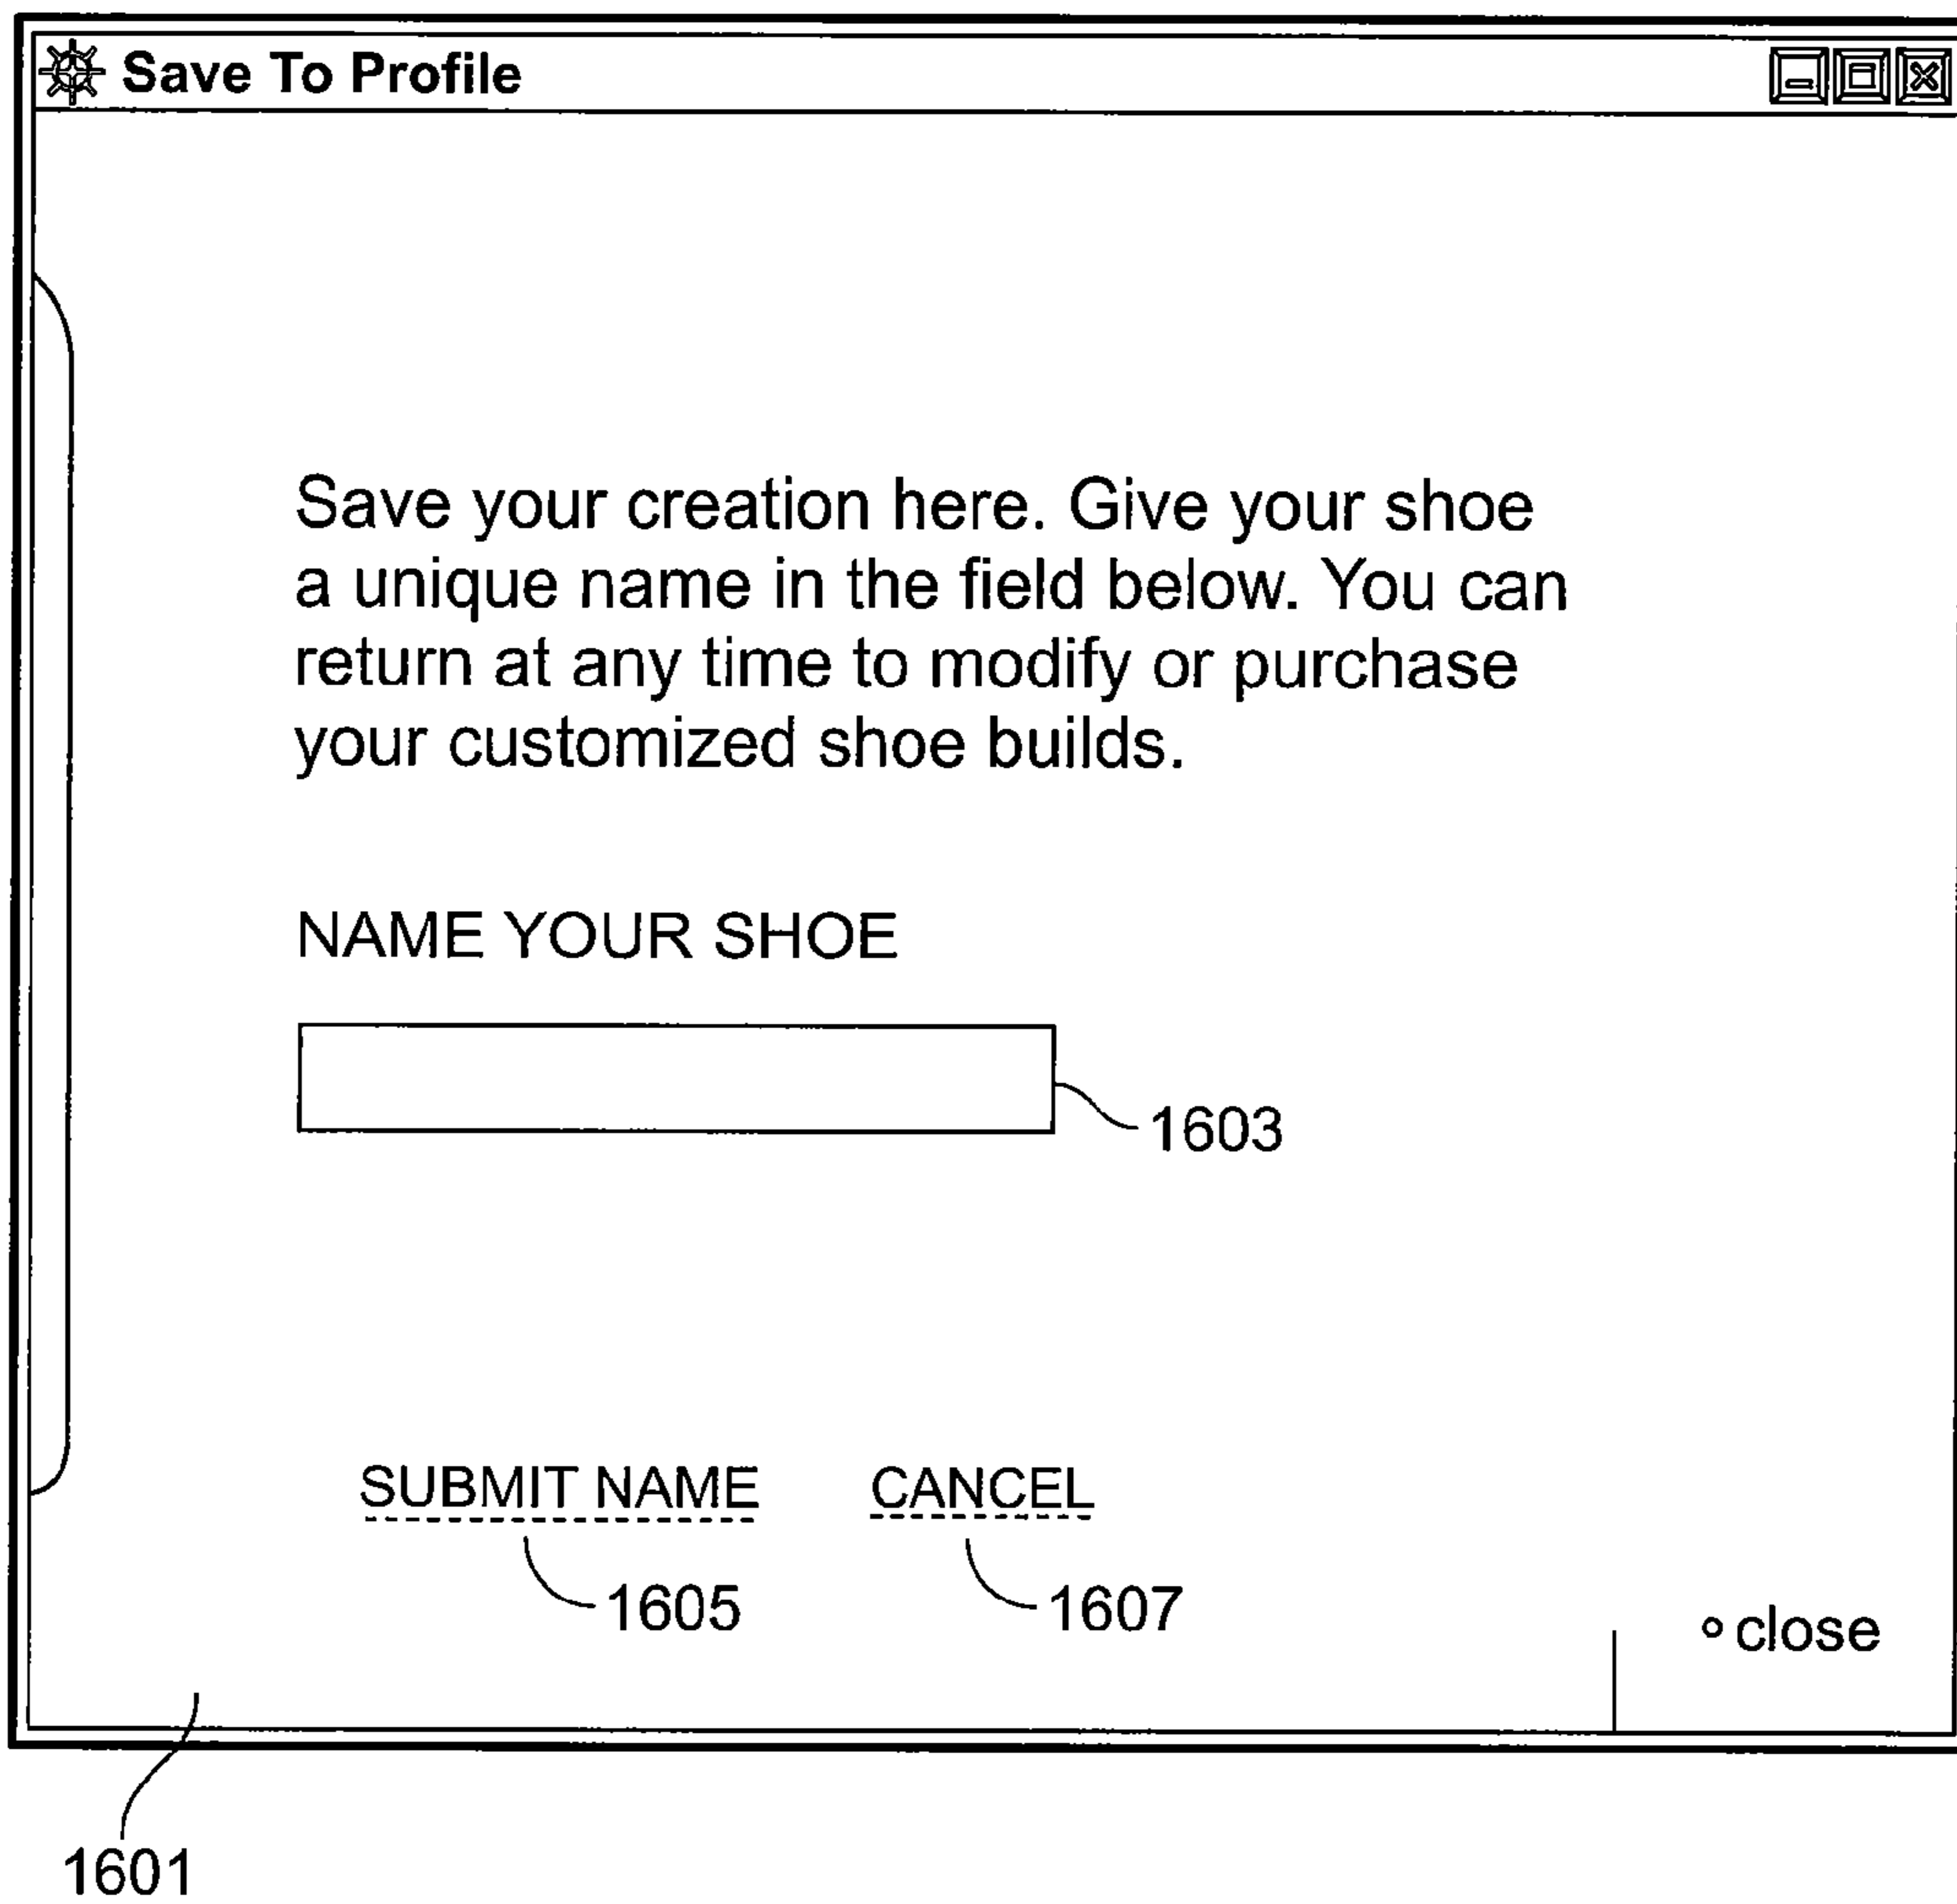 Save To Profile
Save your creation here. Give your shoe
a unique name in the field below. You can
return at any time to modify or purchase
your customized shoe builds.
NAME YOUR SHOE
1603
SUBMIT NAME CANCEL
1605 1607
close
1601